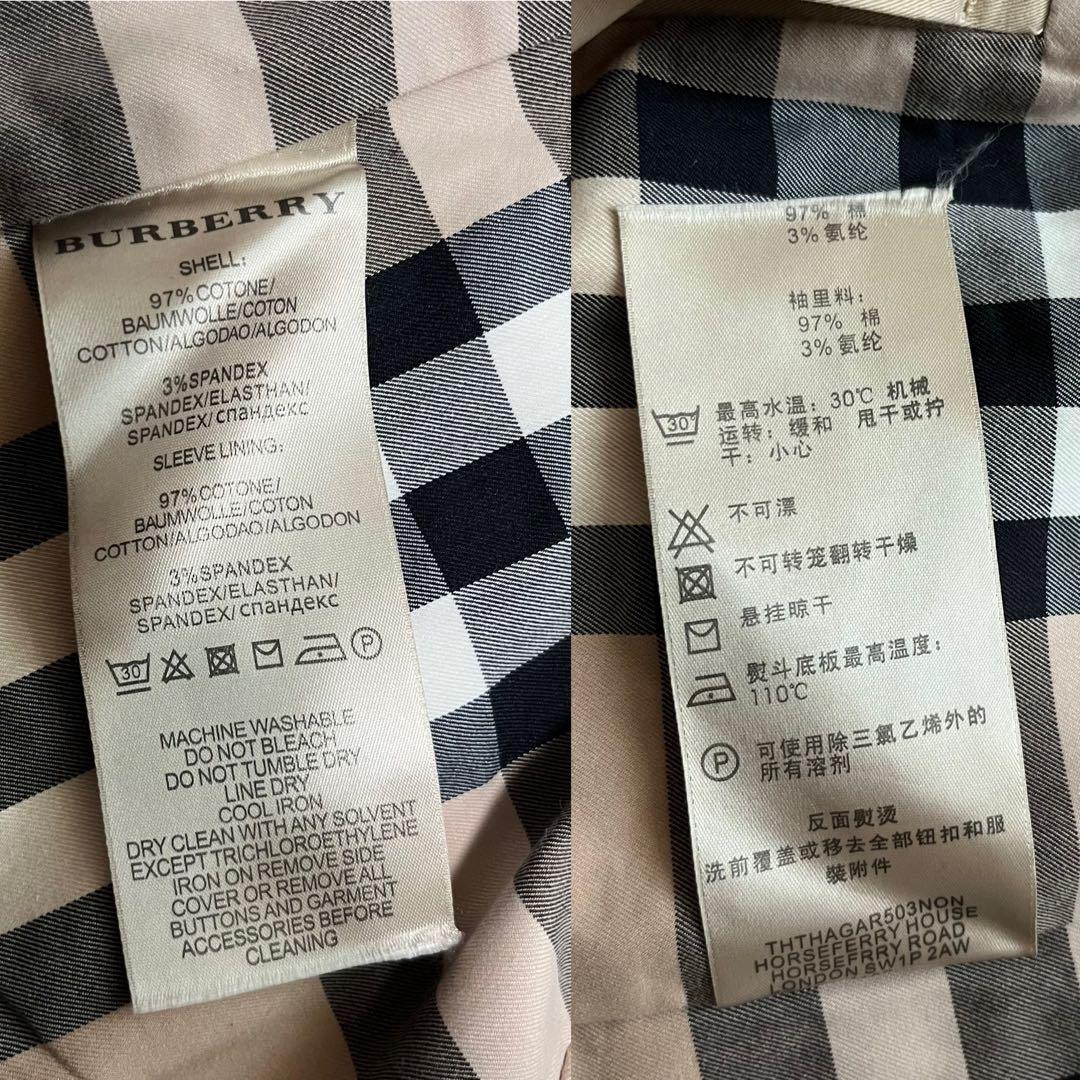 BURBERRY
SHELL:
97%COTONE/
BAUMWOLLE/COTON
COTTON/ALGODAO/ALGODON
3%SPANDEX
SPANDEX/ELASTHAN/
SPANDEX/спандекс
SLEEVE LINING:
97%COTONE/
BAUMWOLLE/COTON
COTTON/ALGODAO/ALGODON
3%SPANDEX
SPANDEX/ELASTHAN/
SPANDEX/спандекс
30
P
MACHINE WASHABLE
DO NOT BLEACH
DO NOT TUMBLE DRY
LINE DRY
COOL IRON
DRY CLEAN WITH ANY SOLVENT
EXCEPT TRICHLOROETHYLENE
IRON ON REMOVE SIDE
COVER OR REMOVE ALL
BUTTONS AND GARMENT
ACCESSORIES BEFORE
CLEANING
97% 棉
3% 氨纶
袖里料:
97% 棉
3% 氨纶
30 最高水温: 30℃ 机械
运转: 缓和 甩干或拧
干: 小心
不可漂
不可转笼翻转干燥
悬挂晾干
熨斗底板最高温度:
110℃
P 可使用除三氯乙烯外的
所有溶剂
反面熨烫
洗前覆盖或移去全部钮扣和服
装附件
THTHAGAR503NON
HORSEFERRY HOUSE
HORSEFRRY ROAD
LONDON SW1P 2AW